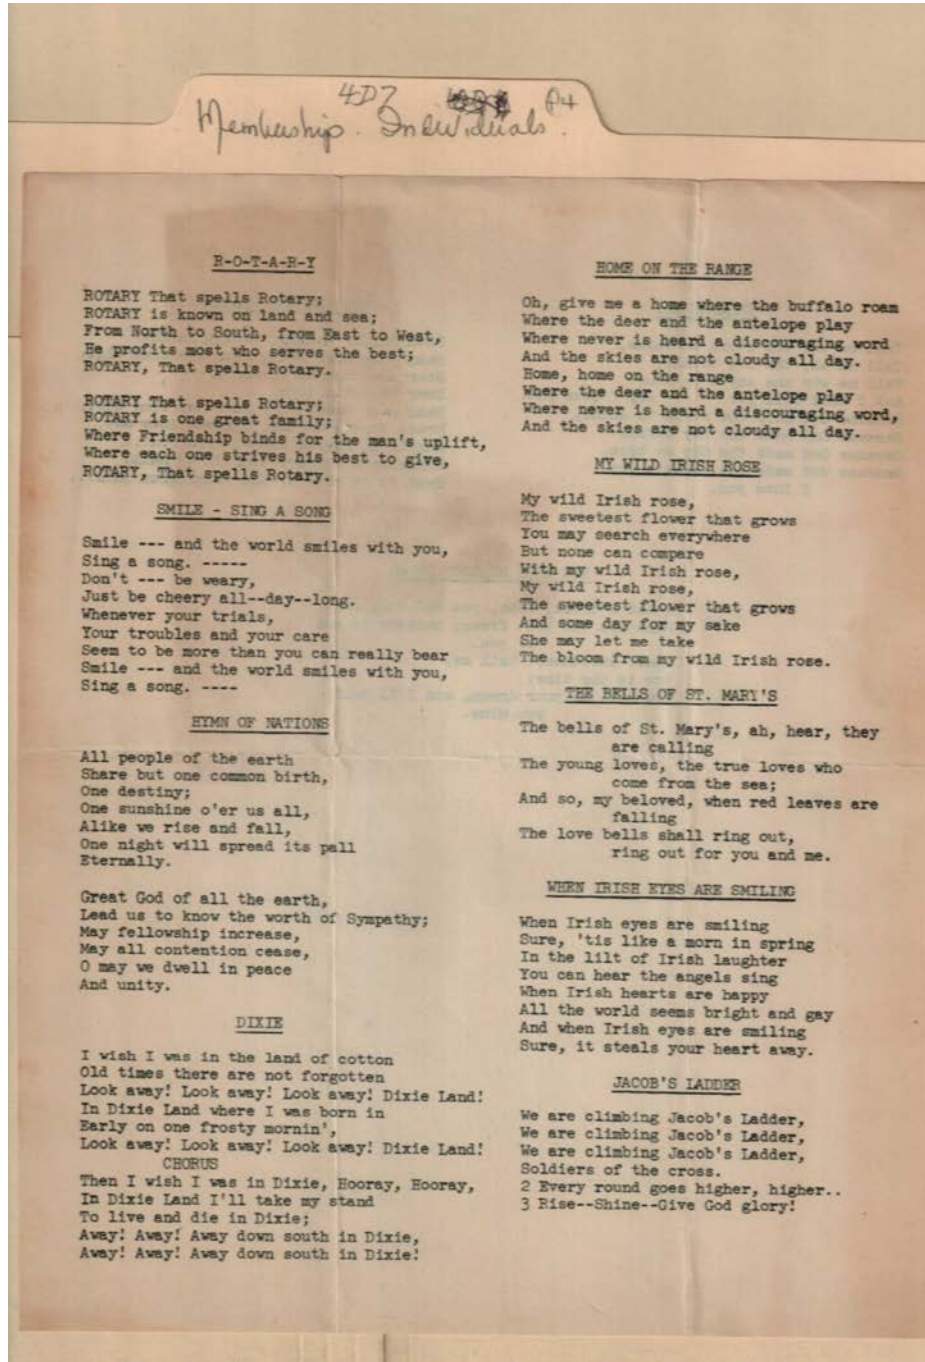 4D7 P4
Membership. Individuals.
R-O-T-A-R-Y
ROTARY That spells Rotary;
ROTARY is known on land and sea;
From North to South, from East to West,
He profits most who serves the best;
ROTARY, That spells Rotary.
ROTARY That spells Rotary;
ROTARY is one great family;
Where Friendship binds for the man's uplift,
Where each one strives his best to give,
ROTARY, That spells Rotary.
SMILE - SING A SONG
Smile --- and the world smiles with you,
Sing a song. -----
Don't --- be weary,
Just be cheery all--day--long.
Whenever your trials,
Your troubles and your care
Seem to be more than you can really bear
Smile --- and the world smiles with you,
Sing a song. ----
HYMN OF NATIONS
All people of the earth
Share but one common birth,
One destiny;
One sunshine o'er us all,
Alike we rise and fall,
One night will spread its pall
Eternally.
Great God of all the earth,
Lead us to know the worth of Sympathy;
May fellowship increase,
May all contention cease,
O may we dwell in peace
And unity.
DIXIE
I wish I was in the land of cotton
Old times there are not forgotten
Look away! Look away! Look away! Dixie Land!
In Dixie Land where I was born in
Early on one frosty mornin',
Look away! Look away! Look away! Dixie Land!
CHORUS
Then I wish I was in Dixie, Hooray, Hooray,
In Dixie Land I'll take my stand
To live and die in Dixie;
Away! Away! Away down south in Dixie,
Away! Away! Away down south in Dixie!
HOME ON THE RANGE
Oh, give me a home where the buffalo roam
Where the deer and the antelope play
Where never is heard a discouraging word
And the skies are not cloudy all day.
Home, home on the range
Where the deer and the antelope play
Where never is heard a discouraging word,
And the skies are not cloudy all day.
MY WILD IRISH ROSE
My wild Irish rose,
The sweetest flower that grows
You may search everywhere
But none can compare
With my wild Irish rose,
My wild Irish rose,
The sweetest flower that grows
And some day for my sake
She may let me take
The bloom from my wild Irish rose.
THE BELLS OF ST. MARY'S
The bells of St. Mary's, ah, hear, they
are calling
The young loves, the true loves who
come from the sea;
And so, my beloved, when red leaves are
falling
The love bells shall ring out,
ring out for you and me.
WHEN IRISH EYES ARE SMILING
When Irish eyes are smiling
Sure, 'tis like a morn in spring
In the lilt of Irish laughter
You can hear the angels sing
When Irish hearts are happy
All the world seems bright and gay
And when Irish eyes are smiling
Sure, it steals your heart away.
JACOB'S LADDER
We are climbing Jacob's Ladder,
We are climbing Jacob's Ladder,
We are climbing Jacob's Ladder,
Soldiers of the cross.
2 Every round goes higher, higher..
3 Rise--Shine--Give God glory!